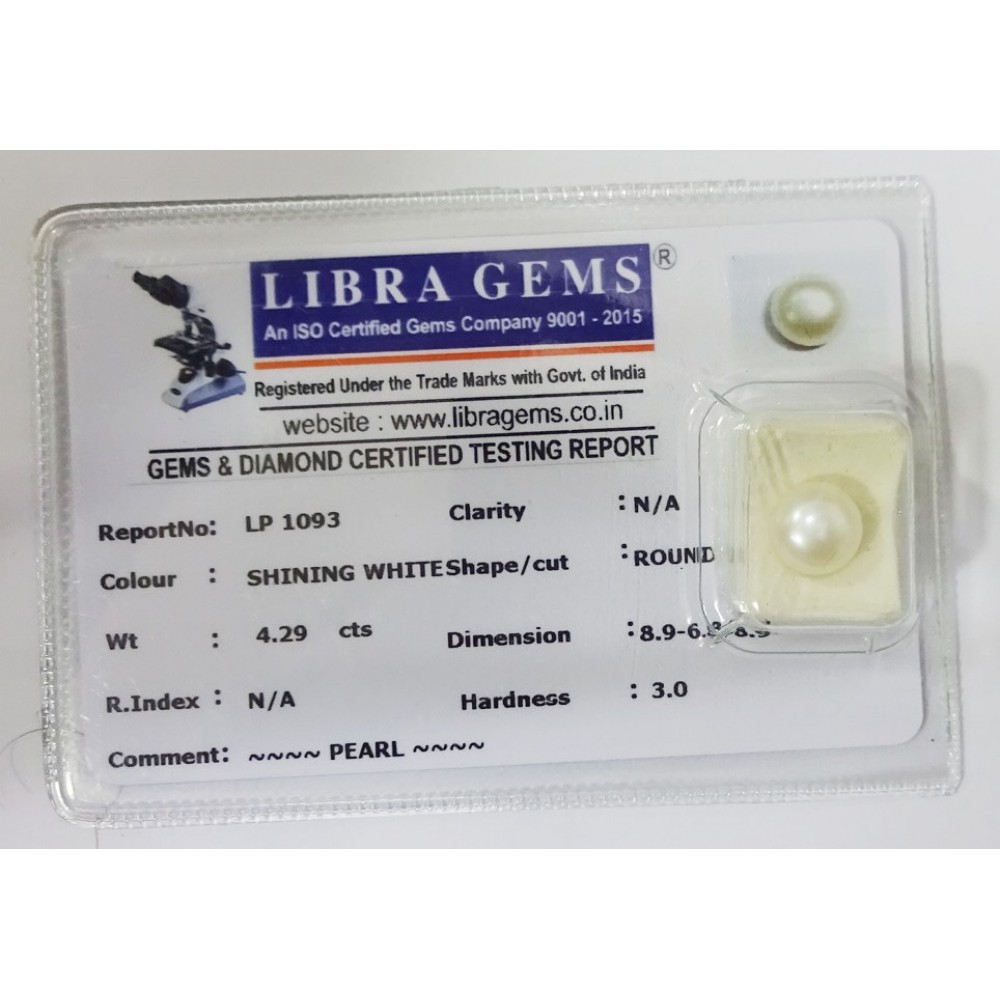 LIBRA GEMS ®
An ISO Certified Gems Company 9001 - 2015
Registered Under the Trade Marks with Govt. of India
website : www.libragems.co.in
GEMS & DIAMOND CERTIFIED TESTING REPORT
ReportNo: LP 1093 Clarity : N/A
Colour : SHINING WHITE Shape/cut : ROUND
Wt : 4.29 cts Dimension :
R.Index : N/A Hardness : 3.0
Comment: ~~~~ PEARL ~~~~